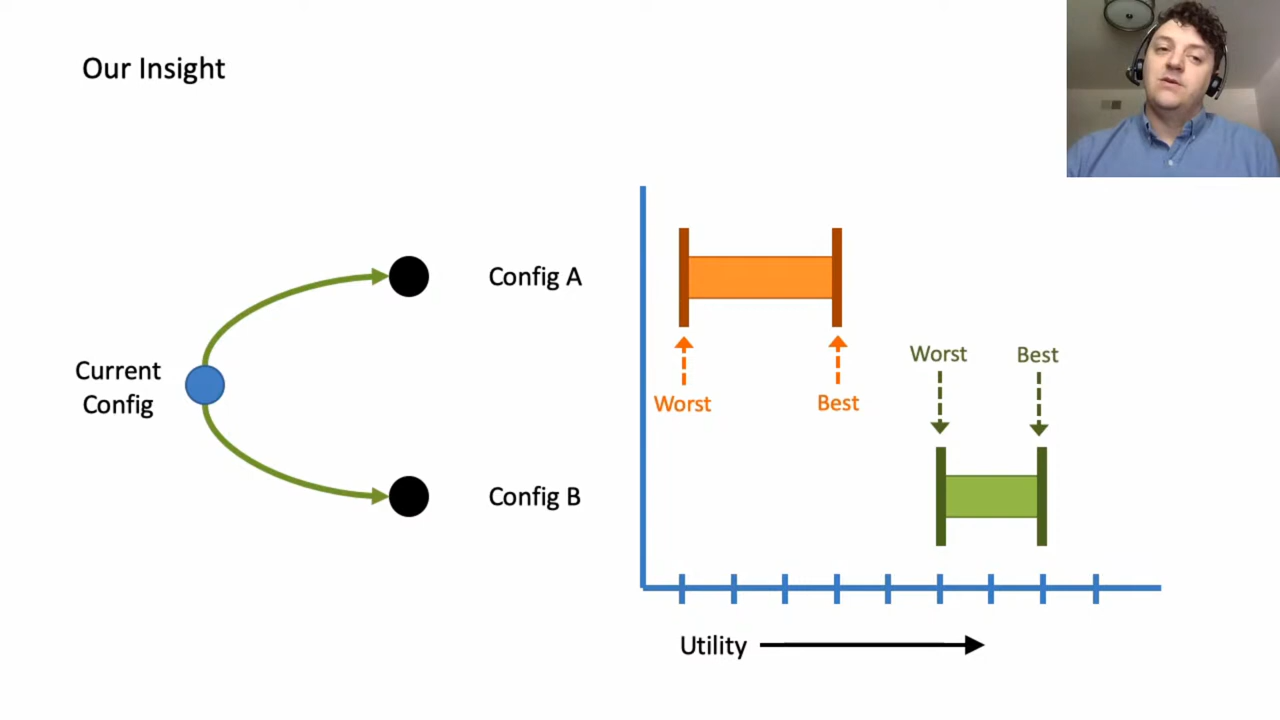 Our Insight
Config A
Current
Config
Worst
Best
Worst
Best
Config B
Utility